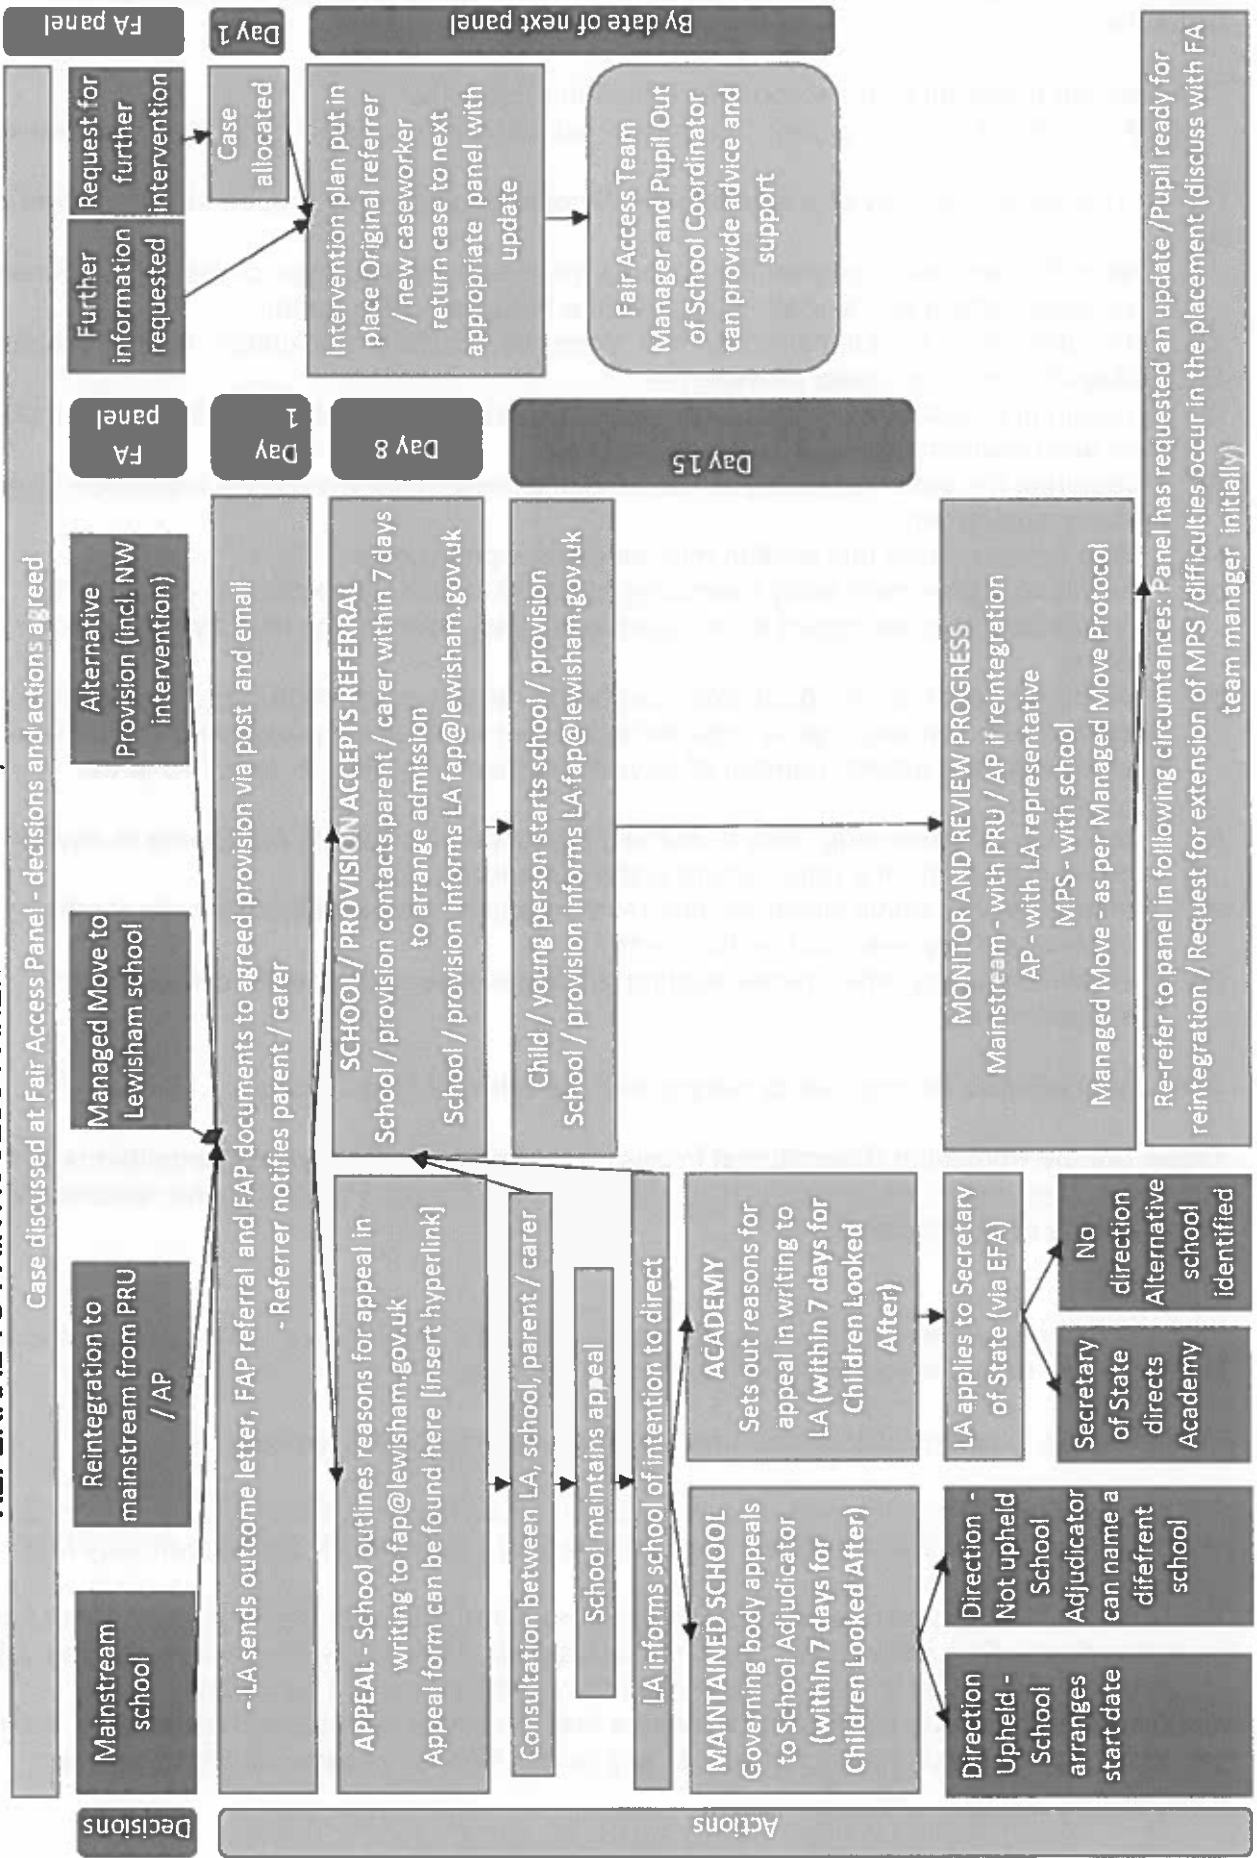 Case discussed at Fair Access Panel - decisions and actions agreed
FA panel
Decisions
Mainstream
school
Reintegration to
mainstream from PRU
/ AP
Managed Move to
Lewisham school
Alternative
Provision (incl. NW
intervention)
FA
panel
Further
information
requested
Request for
further
intervention
Actions
- LA sends outcome letter, FAP referral and FAP documents to agreed provision via post and email
- Referrer notifies parent / carer
Day
1
Case
allocated
Day 1
APPEAL - School outlines reasons for appeal in
writing to fap@lewisham.gov.uk
Appeal form can be found here [insert hyperlink]
SCHOOL / PROVISION ACCEPTS REFERRAL
School / provision contacts parent / carer within 7 days
to arrange admission
School / provision informs LA fap@lewisham.gov.uk
Day 8
Intervention plan put in
place Original referrer
/ new caseworker
return case to next
appropriate panel with
update
By date of next panel
Consultation between LA, school, parent / carer
School maintains appeal
Child / young person starts school / provision
School / provision informs LA fap@lewisham.gov.uk
Day 15
Fair Access Team
Manager and Pupil Out
of School Coordinator
can provide advice and
support
LA informs school of intention to direct
MAINTAINED SCHOOL
Governing body appeals
to School Adjudicator
(within 7 days for
Children Looked After)
ACADEMY
Sets out reasons for
appeal in writing to
LA (within 7 days for
Children Looked
After)
LA applies to Secretary
of State (via EFA)
Direction
Upheld -
School
arranges
start date
Direction -
Not upheld
School
Adjudicator
can name a
difefrent
school
Secretary
of State
directs
Academy
No
direction
Alternative
school
identified
MONITOR AND REVIEW PROGRESS
Mainstream - with PRU / AP if reintegration
AP - with LA representative
MPS - with school
Managed Move - as per Managed Move Protocol
Re-refer to panel in following circumtances: Panel has requested an update / Pupil ready for
reintegration / Request for extension of MPS /difficulties occur in the placement (discuss with FA
team manager initially)